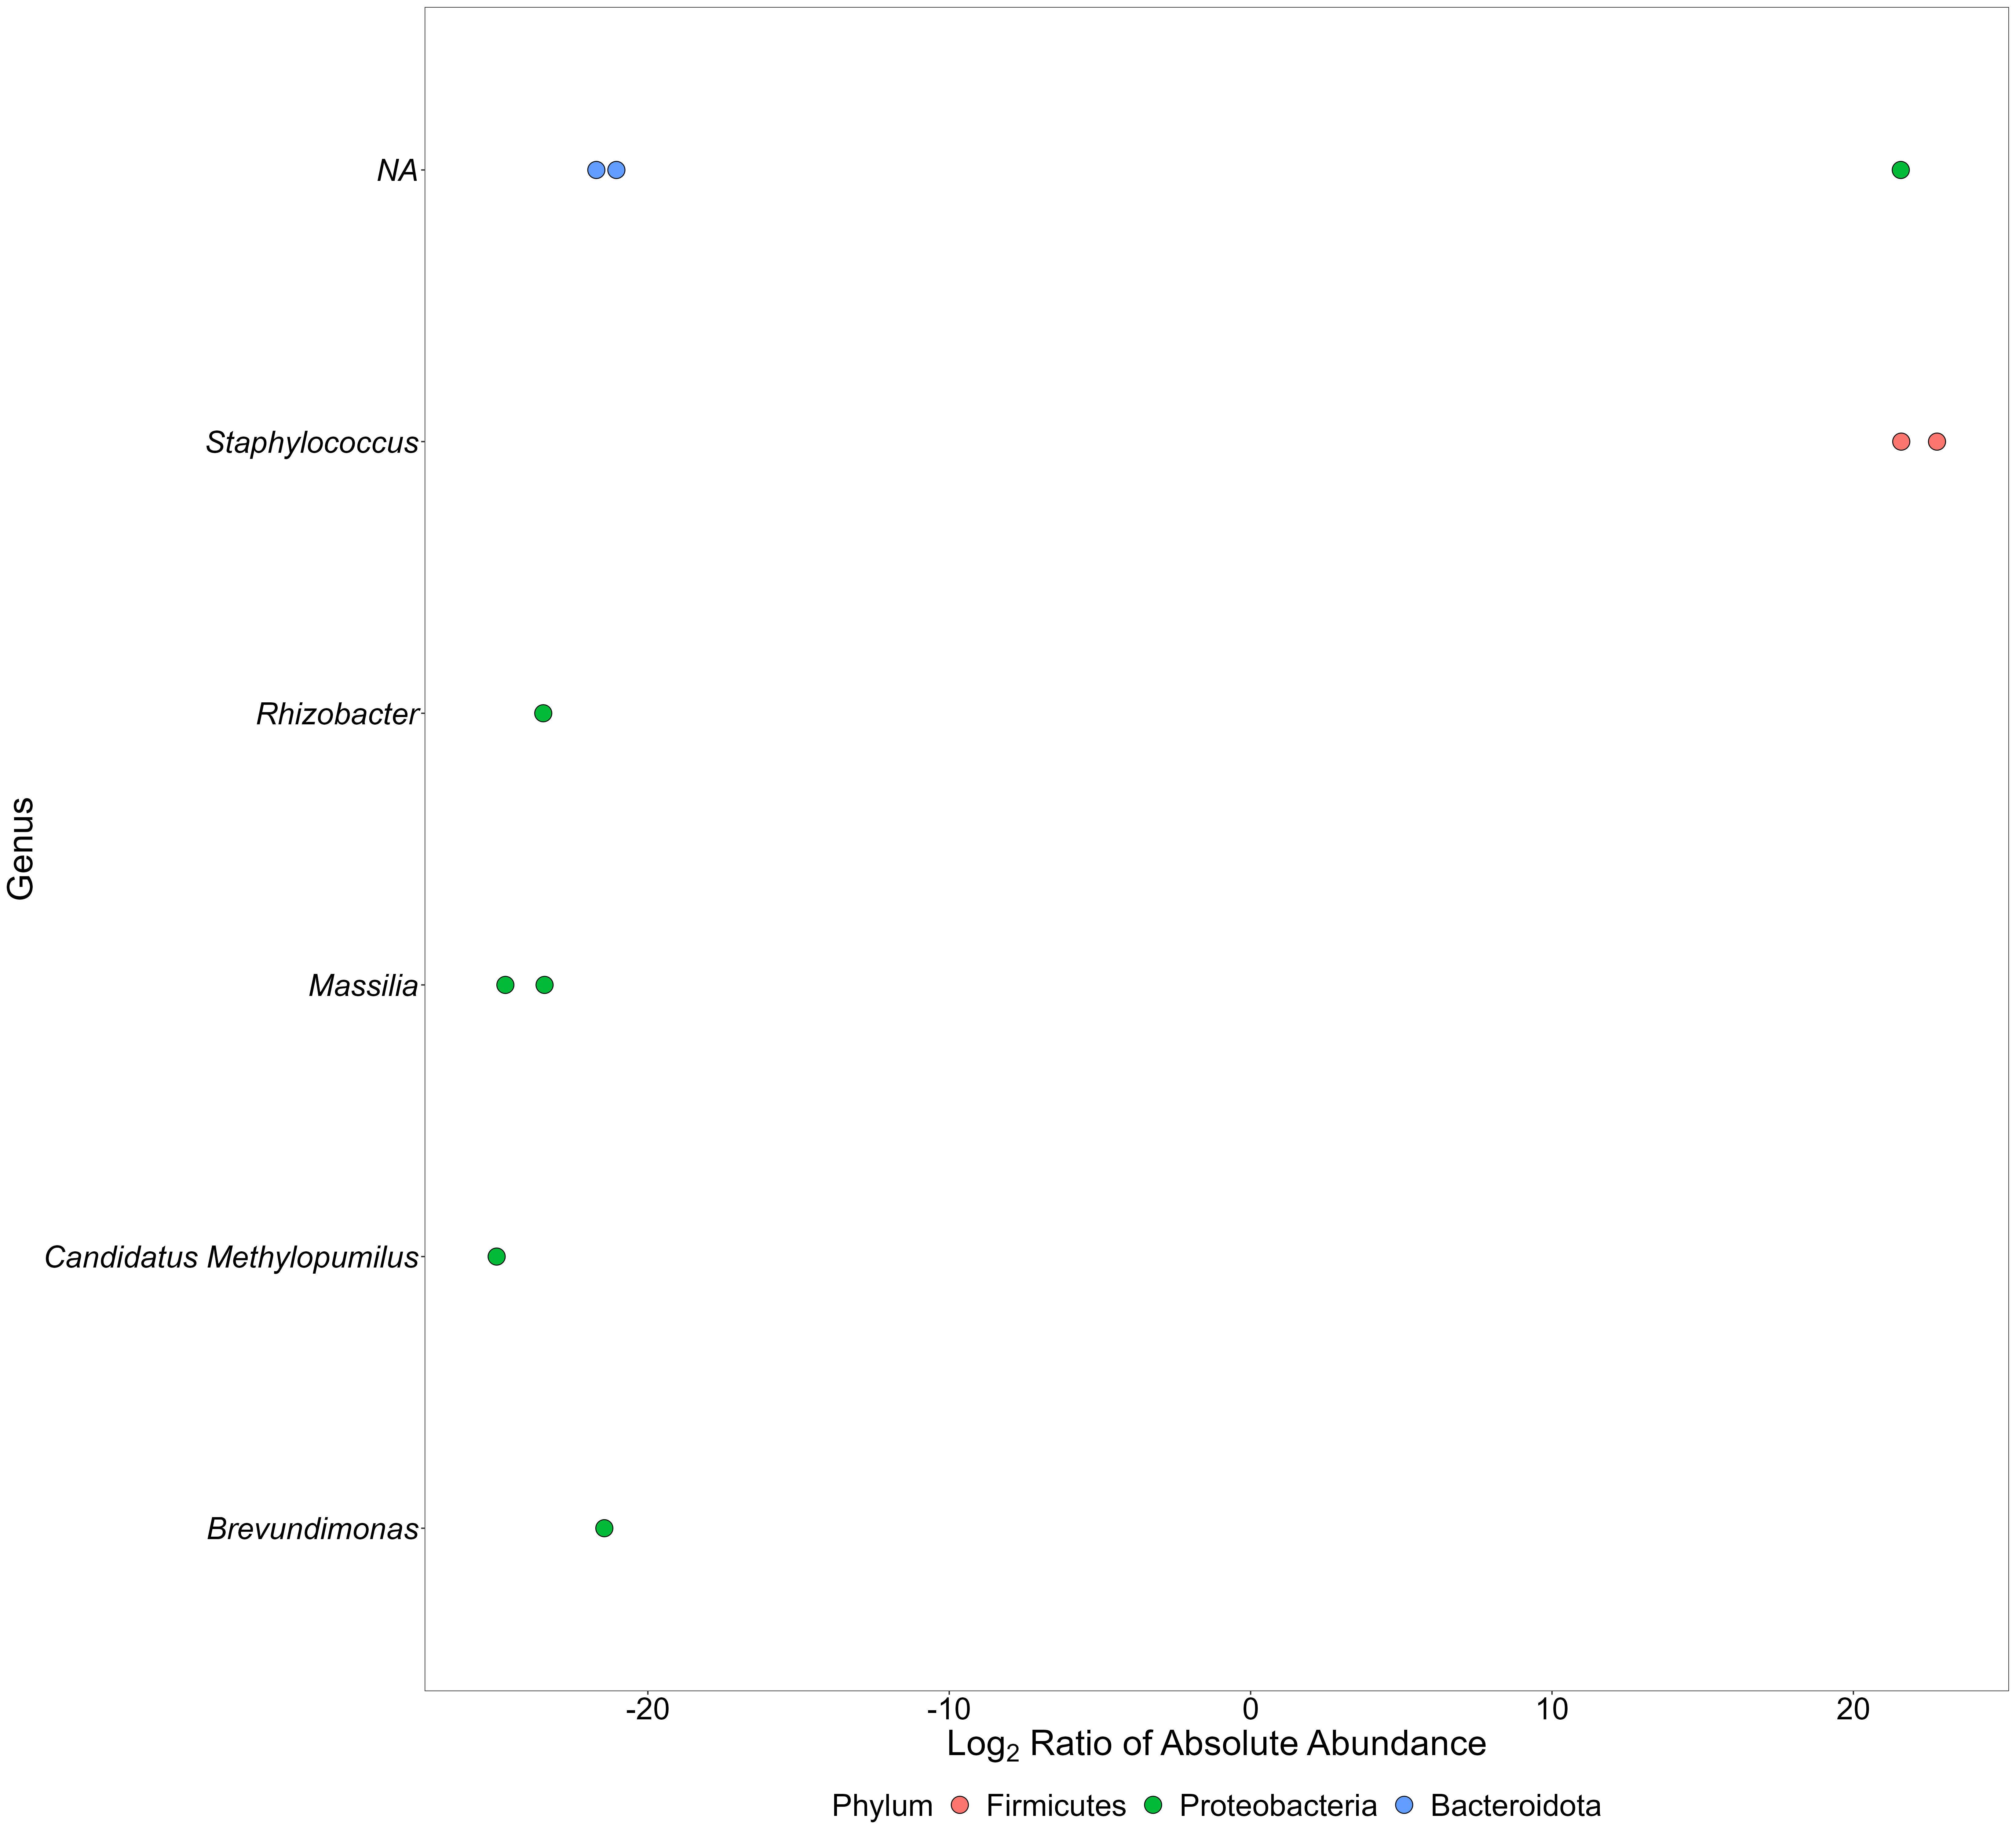 Genus
NA
Staphylococcus
Rhizobacter
Massilia
Candidatus Methylopumilus
Brevundimonas
-20 -10 0 10 20
Log₂ Ratio of Absolute Abundance
Phylum Firmicutes Proteobacteria Bacteroidota